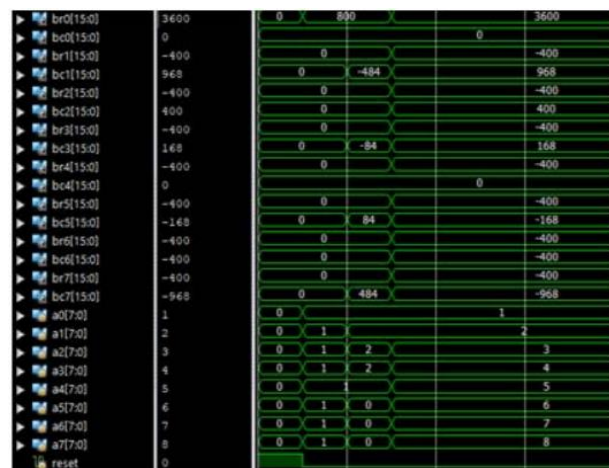 br0[15:0] 3600 0 800 3600
bc0[15:0] 0 0
br1[15:0] -400 0 -400
bc1[15:0] 968 0 -484 968
br2[15:0] -400 0 -400
bc2[15:0] 400 0 400
br3[15:0] -400 0 -400
bc3[15:0] 168 0 -84 168
br4[15:0] -400 0 -400
bc4[15:0] 0 0
br5[15:0] -400 0 -400
bc5[15:0] -168 0 84 -168
br6[15:0] -400 0 -400
bc6[15:0] -400 0 -400
br7[15:0] -400 0 -400
bc7[15:0] -968 0 484 -968
a0[7:0] 1 0 1
a1[7:0] 2 0 1 2
a2[7:0] 3 0 1 2 3
a3[7:0] 4 0 1 2 4
a4[7:0] 5 0 1 5
a5[7:0] 6 0 1 0 6
a6[7:0] 7 0 1 0 7
a7[7:0] 8 0 1 0 8
reset 0